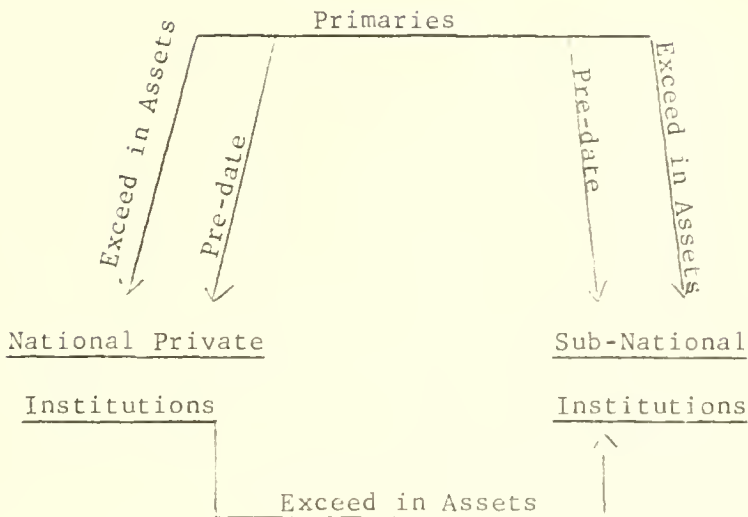 Primaries
Exceed in Assets
Pre-date
Pre-date
Exceed in Assets
National Private
Institutions
Sub-National
Institutions
Exceed in Assets